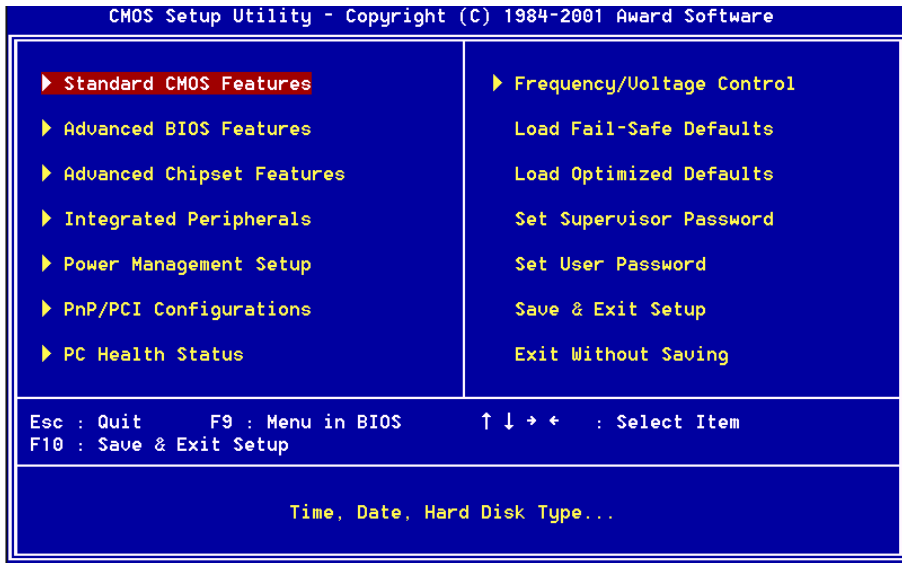 CMOS Setup Utility - Copyright (C) 1984-2001 Award Software
Standard CMOS Features
Advanced BIOS Features
Advanced Chipset Features
Integrated Peripherals
Power Management Setup
PnP/PCI Configurations
PC Health Status
Frequency/Voltage Control
Load Fail-Safe Defaults
Load Optimized Defaults
Set Supervisor Password
Set User Password
Save & Exit Setup
Exit Without Saving
Esc : Quit F9 : Menu in BIOS ↑ ↓ → ← : Select Item
F10 : Save & Exit Setup
Time, Date, Hard Disk Type...